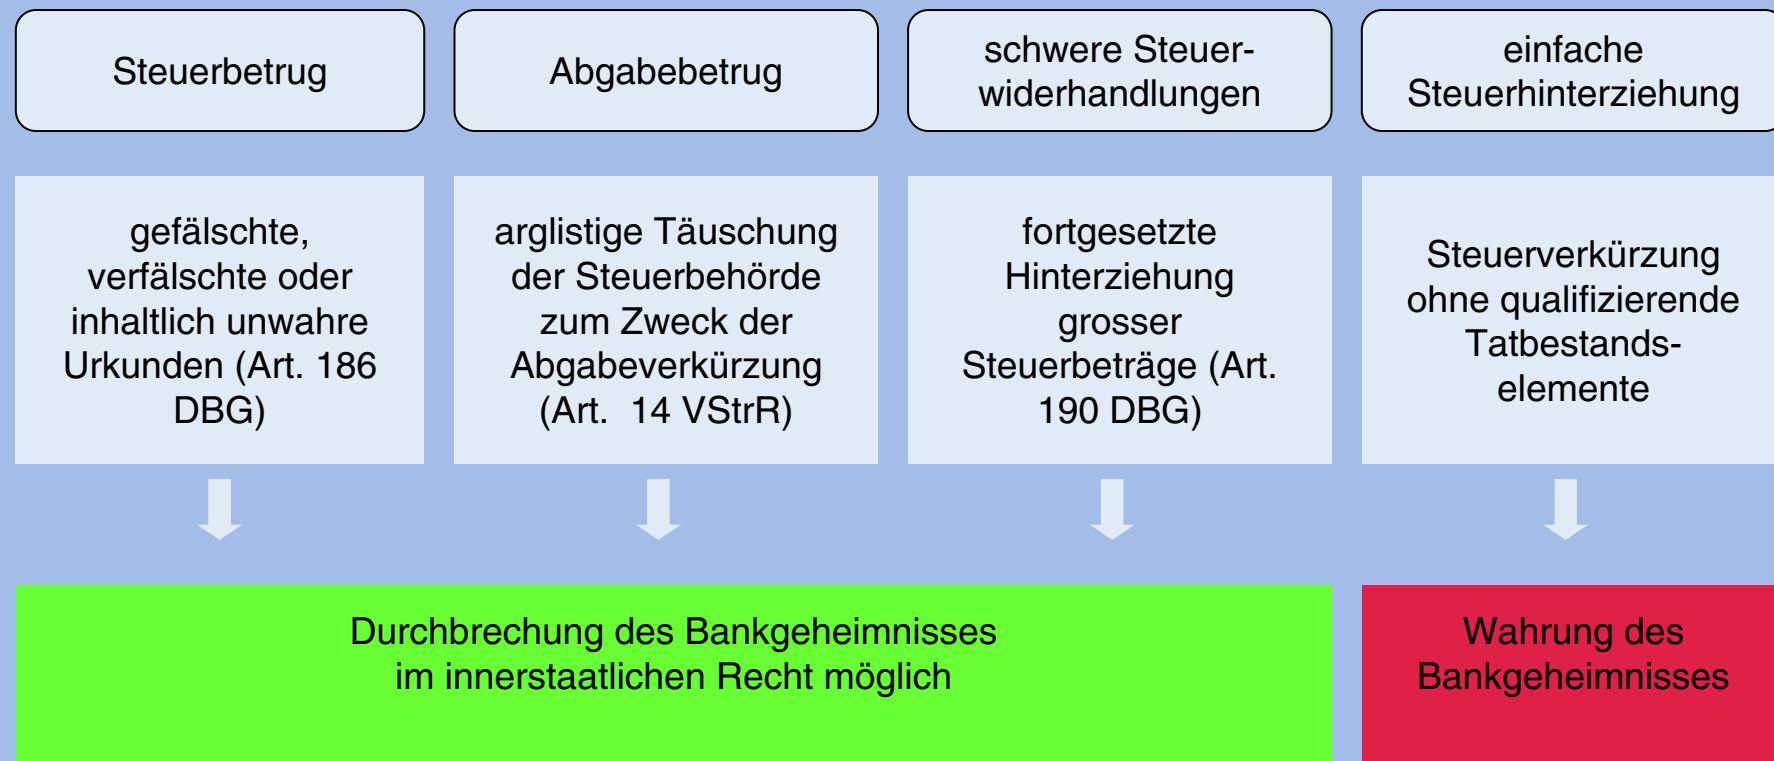 Steuerbetrug
Abgabebetrug
schwere Steuer-
widerhandlungen
einfache
Steuerhinterziehung
gefälschte,
verfälschte oder
inhaltlich unwahre
Urkunden (Art. 186
DBG)
arglistige Täuschung
der Steuerbehörde
zum Zweck der
Abgabeverkürzung
(Art.  14 VStrR)
fortgesetzte
Hinterziehung
grosser
Steuerbeträge (Art.
190 DBG)
Steuerverkürzung
ohne qualifizierende
Tatbestands-
elemente
Durchbrechung des Bankgeheimnisses
im innerstaatlichen Recht möglich
Wahrung des
Bankgeheimnisses